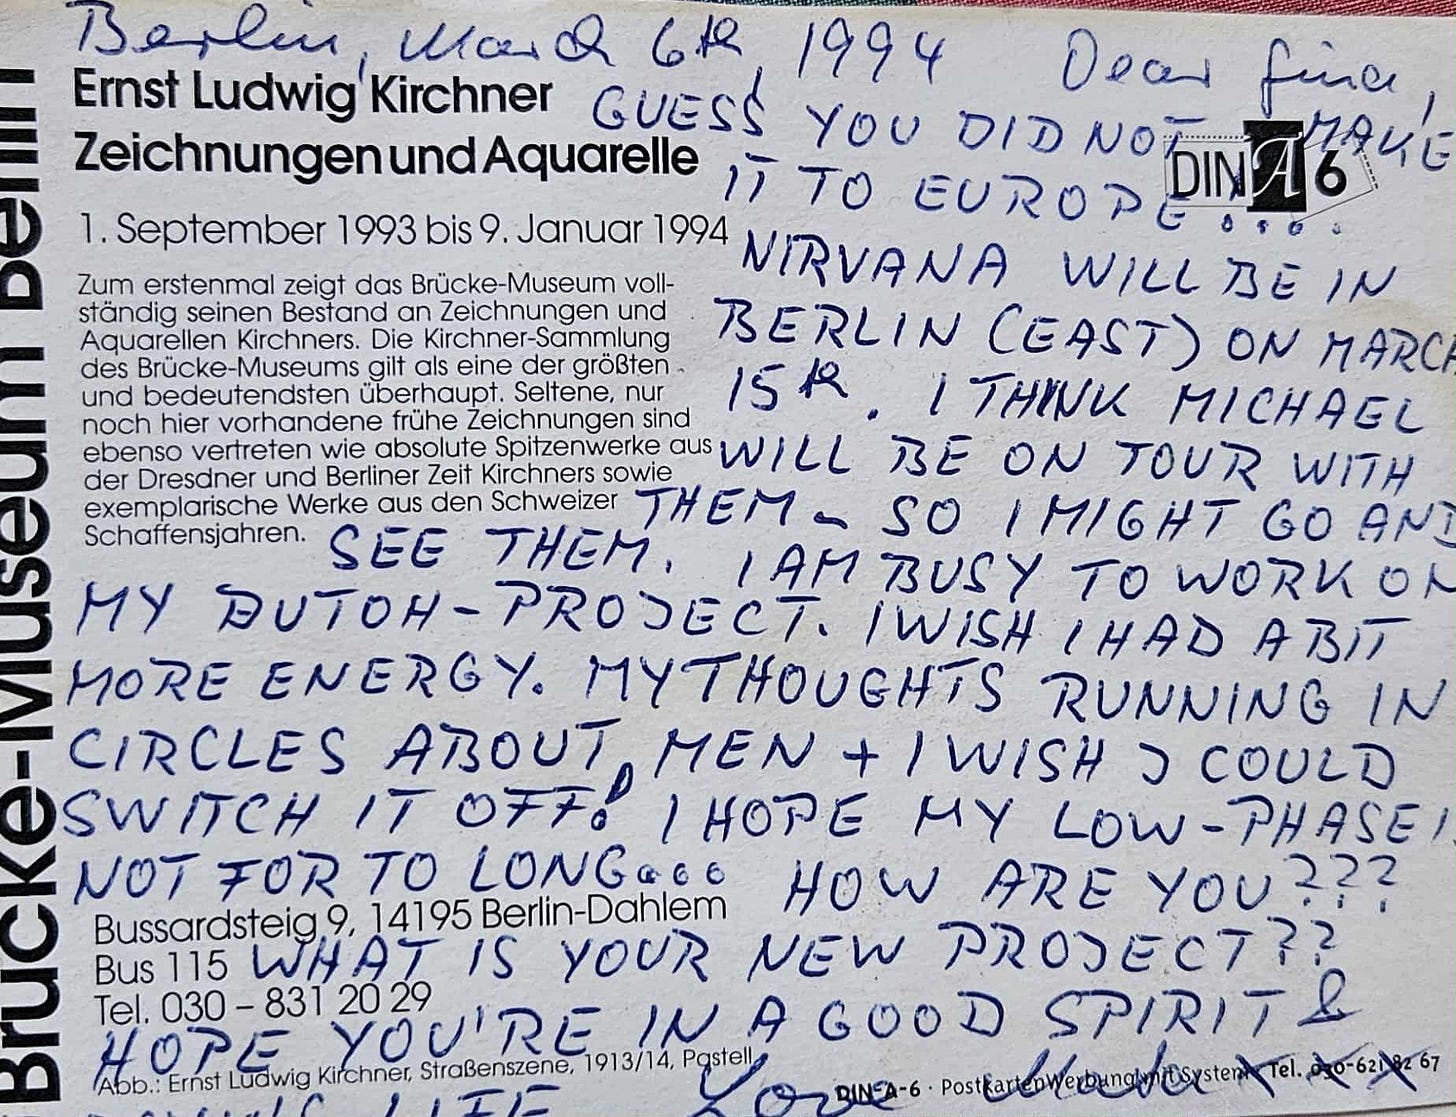 Berlin, March 6th, 1994 Dear Gina,
Ernst Ludwig Kirchner
Zeichnungen und Aquarelle
1. September 1993 bis 9. Januar 1994
Zum erstenmal zeigt das Brücke-Museum voll-
ständig seinen Bestand an Zeichnungen und
Aquarellen Kirchners. Die Kirchner-Sammlung
des Brücke-Museums gilt als eine der größten
und bedeutendsten überhaupt. Seltene, nur
noch hier vorhandene frühe Zeichnungen sind
ebenso vertreten wie absolute Spitzenwerke aus
der Dresdner und Berliner Zeit Kirchners sowie
exemplarische Werke aus den Schweizer
Schaffensjahren.
DIN A 6
GUESS YOU DID NOT MAKE
IT TO EUROPE ....
NIRVANA WILL BE IN
BERLIN (EAST) ON MARCH
15th. I THINK MICHAEL
WILL BE ON TOUR WITH
THEM – SO I MIGHT GO AND
SEE THEM. I AM BUSY TO WORK ON
MY BUTOH-PROJECT. I WISH I HAD A BIT
MORE ENERGY. MY THOUGHTS RUNNING IN
CIRCLES ABOUT MEN + I WISH I COULD
SWITCH IT OFF! I HOPE MY LOW-PHASE IS
NOT FOR TO LONG... HOW ARE YOU???
WHAT IS YOUR NEW PROJECT??
HOPE YOU'RE IN A GOOD SPIRIT &
LIFE Love
Bussardsteig 9, 14195 Berlin-Dahlem
Bus 115
Tel. 030 – 831 20 29
Abb.: Ernst Ludwig Kirchner, Straßenszene, 1913/14, Pastell
DIN-A-6 · PostkartenWerbung mit System · Tel. 030-621 82 67
Brücke-Museum Berlin